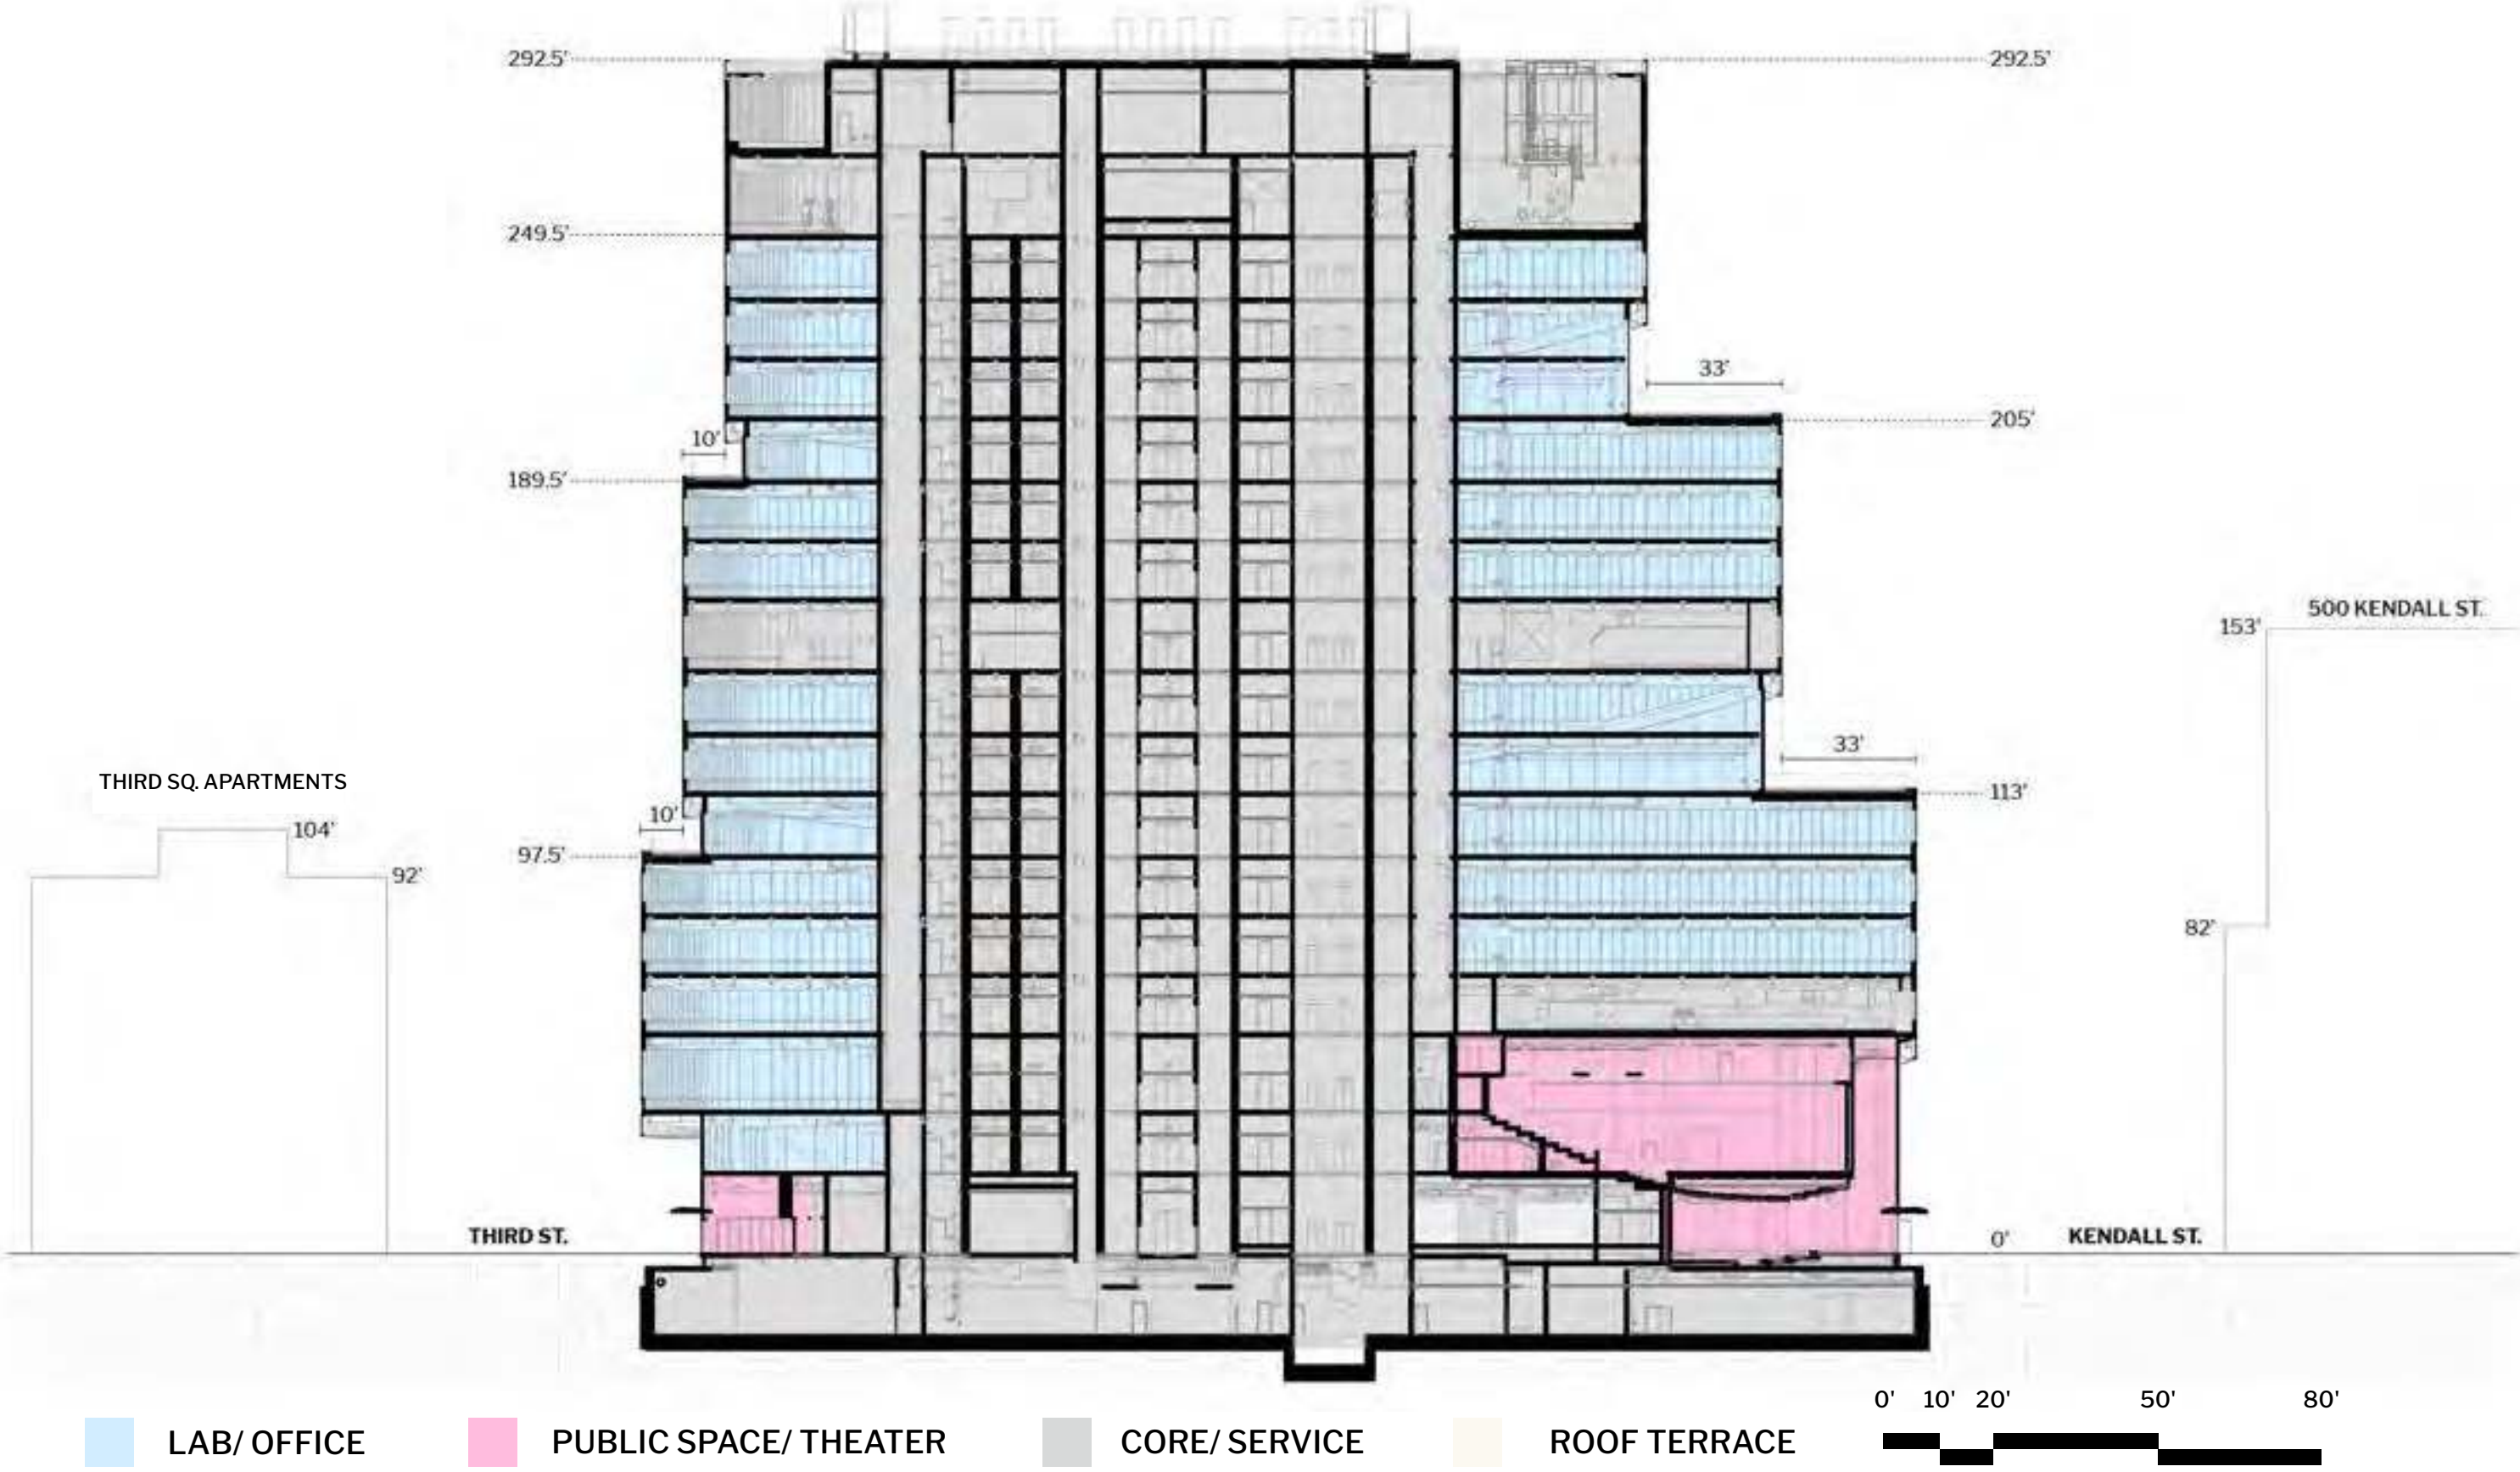 292.5' 292.5'
249.5'
33'
205'
10'
189.5'
500 KENDALL ST.
153'
33'
THIRD SQ. APARTMENTS
113'
10'
104'
97.5'
92'
82'
THIRD ST.
0' KENDALL ST.
0' 10' 20' 50' 80'
LAB/ OFFICE PUBLIC SPACE/ THEATER CORE/ SERVICE ROOF TERRACE